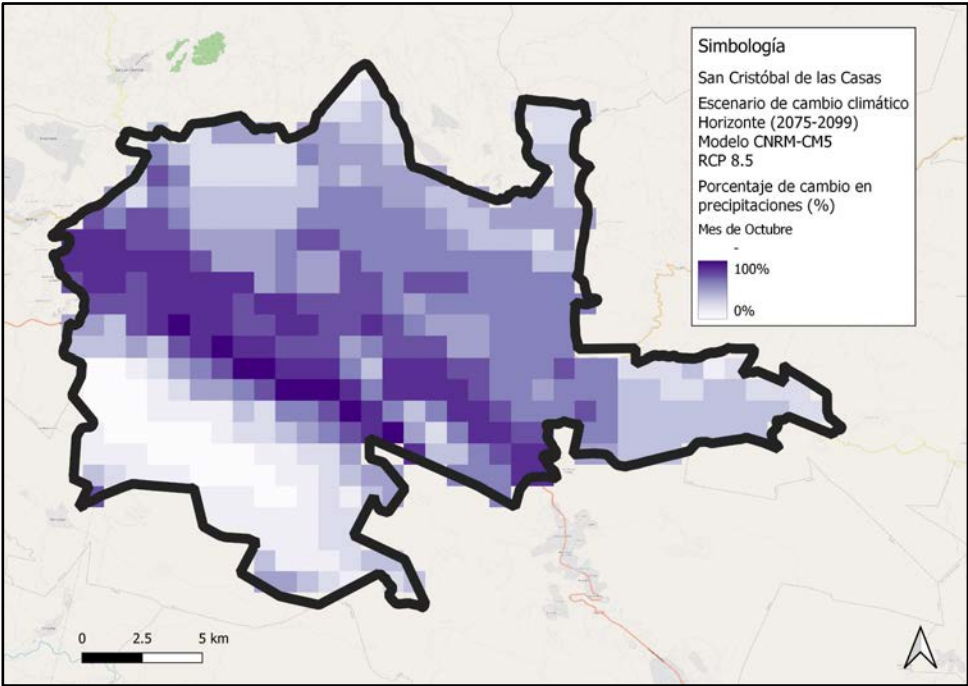 Simbología
San Cristóbal de las Casas
Escenario de cambio climático
Horizonte (2075-2099)
Modelo CNRM-CM5
RCP 8.5
Porcentaje de cambio en
precipitaciones (%)
Mes de Octubre
-
100%
0%
0 2.5 5 km